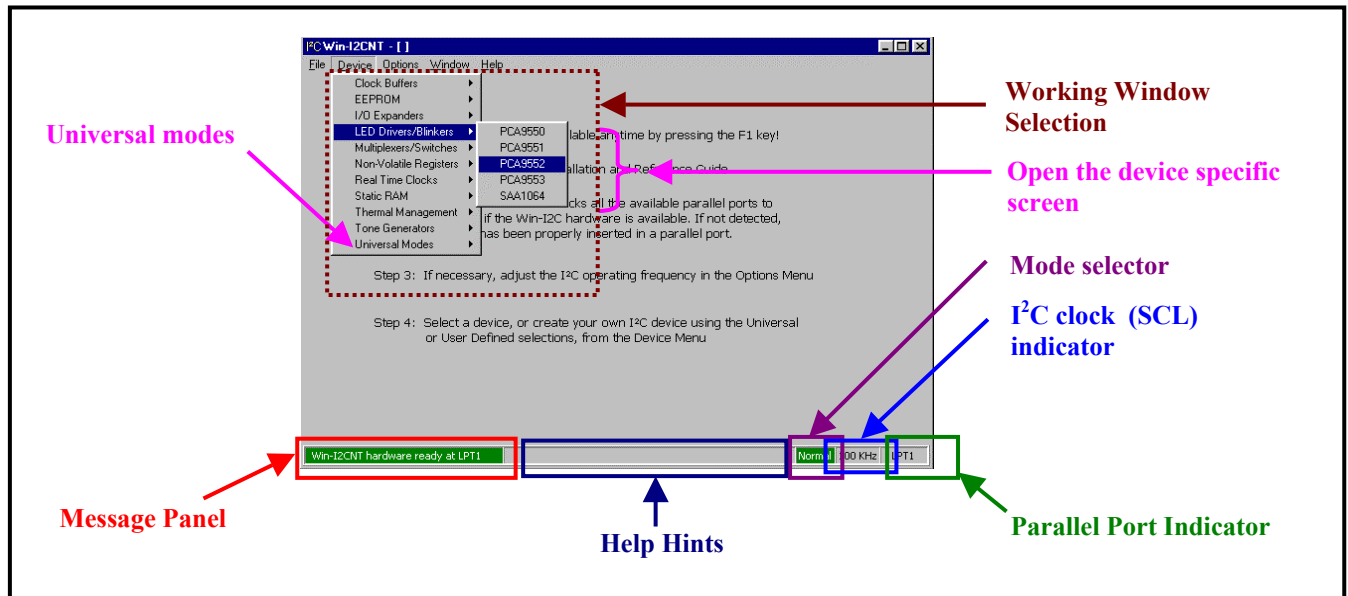 I²C Win-I2CNT - [ ]
File Device Options Window Help
Clock Buffers
EEPROM
I/O Expanders
LED Drivers/Blinkers
Multiplexers/Switches
Non-Volatile Registers
Real Time Clocks
Static RAM
Thermal Management
Tone Generators
Universal Modes
PCA9550
PCA9551
PCA9552
PCA9553
SAA1064
anytime by pressing the F1 key!
and Reference Guide
all the available parallel ports to
if the Win-I2C hardware is available. If not detected,
has been properly inserted in a parallel port.
Step 3: If necessary, adjust the I²C operating frequency in the Options Menu
Step 4: Select a device, or create your own I²C device using the Universal
or User Defined selections, from the Device Menu
Win-I2CNT hardware ready at LPT1
Normal
KHz
LPT1
Universal modes
Working Window
Selection
Open the device specific
screen
Mode selector
I²C clock (SCL)
indicator
Message Panel
Help Hints
Parallel Port Indicator